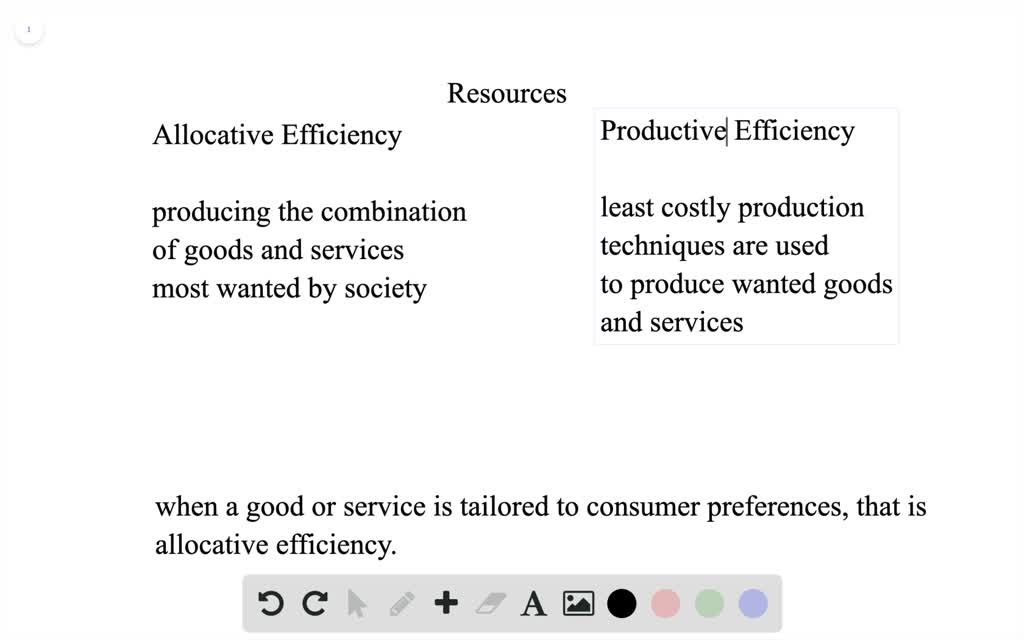 1
Resources
Allocative Efficiency
producing the combination
of goods and services
most wanted by society
Productive Efficiency
least costly production
techniques are used
to produce wanted goods
and services
when a good or service is tailored to consumer preferences, that is
allocative efficiency.
A